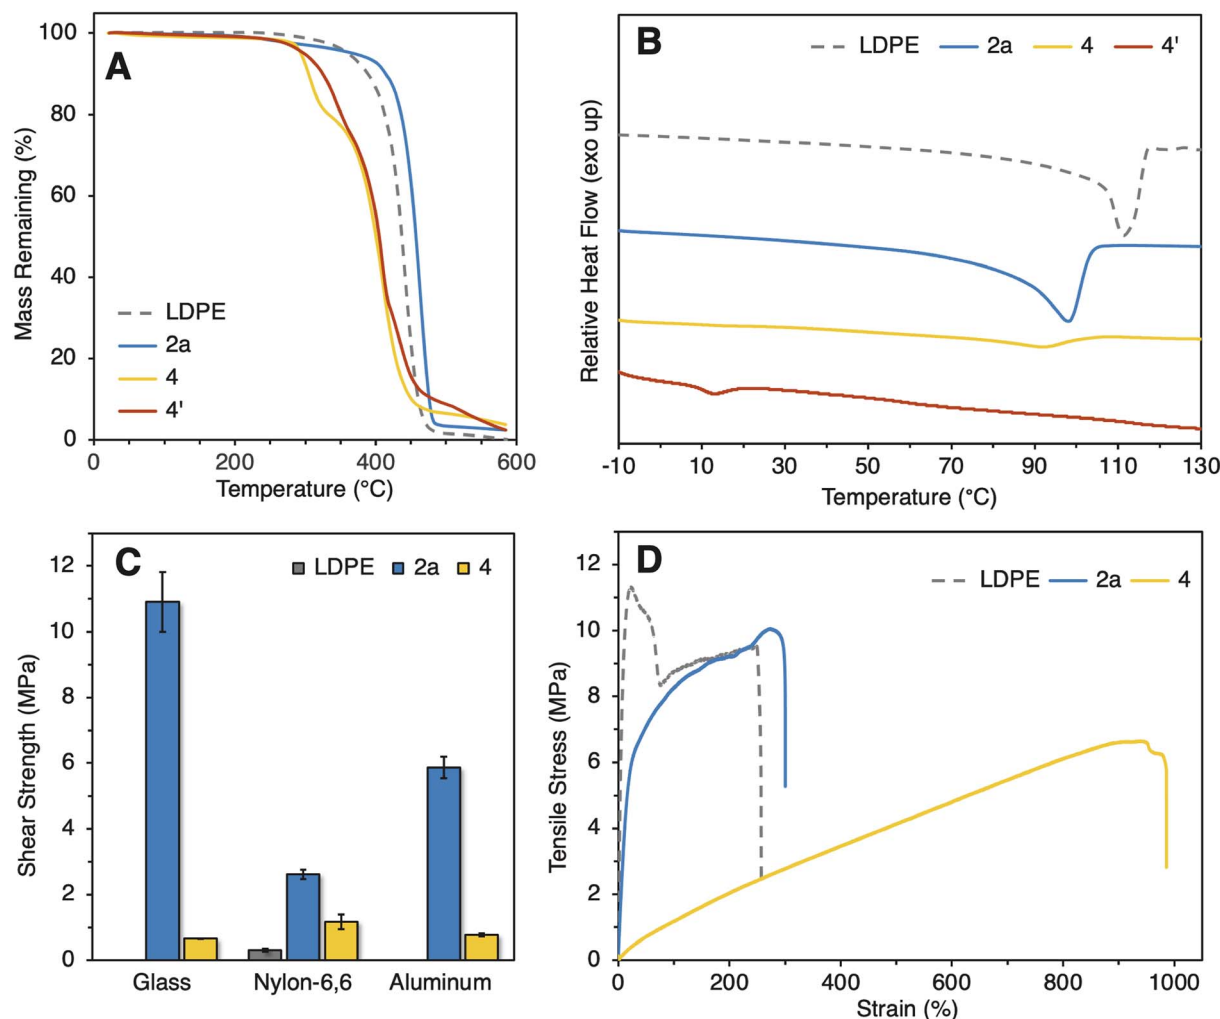 A
100
80
60
40
20
0
Mass Remaining (%)
LDPE
2a
4
4'
0 200 400 600
Temperature (°C)
B
LDPE 2a 4 4'
Relative Heat Flow (exo up)
-10 10 30 50 70 90 110 130
Temperature (°C)
C
LDPE 2a 4
12
10
8
6
4
2
0
Shear Strength (MPa)
Glass Nylon-6,6 Aluminum
D
LDPE 2a 4
12
10
8
6
4
2
0
Tensile Stress (MPa)
0 200 400 600 800 1000
Strain (%)